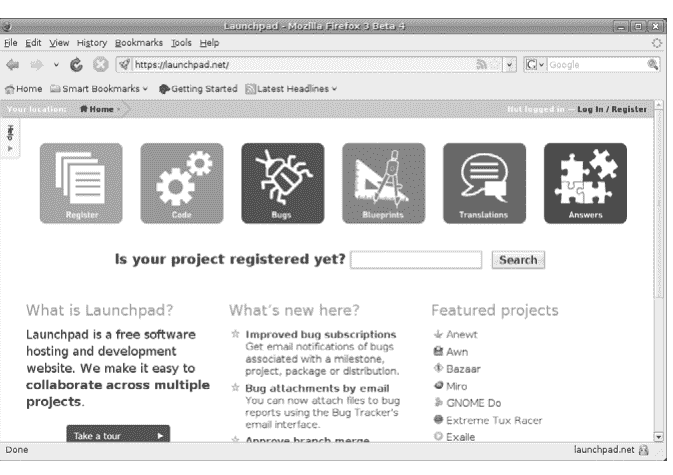 Launchpad - Mozilla Firefox 3 Beta 4
File Edit View History Bookmarks Tools Help
https://launchpad.net/
Google
Home Smart Bookmarks Getting Started Latest Headlines
Your location: Home
Not logged in — Log In / Register
Help
Register Code Bugs Blueprints Translations Answers
Is your project registered yet? Search
What is Launchpad?
Launchpad is a free software
hosting and development
website. We make it easy to
collaborate across multiple
projects.
Take a tour
What's new here?
Improved bug subscriptions
Get email notifications of bugs
associated with a milestone,
project, package or distribution.
Bug attachments by email
You can now attach files to bug
reports using the Bug Tracker's
email interface.
Approve branch merge
Featured projects
Anewt
Awn
Bazaar
Miro
GNOME Do
Extreme Tux Racer
Exaile
Done
launchpad.net